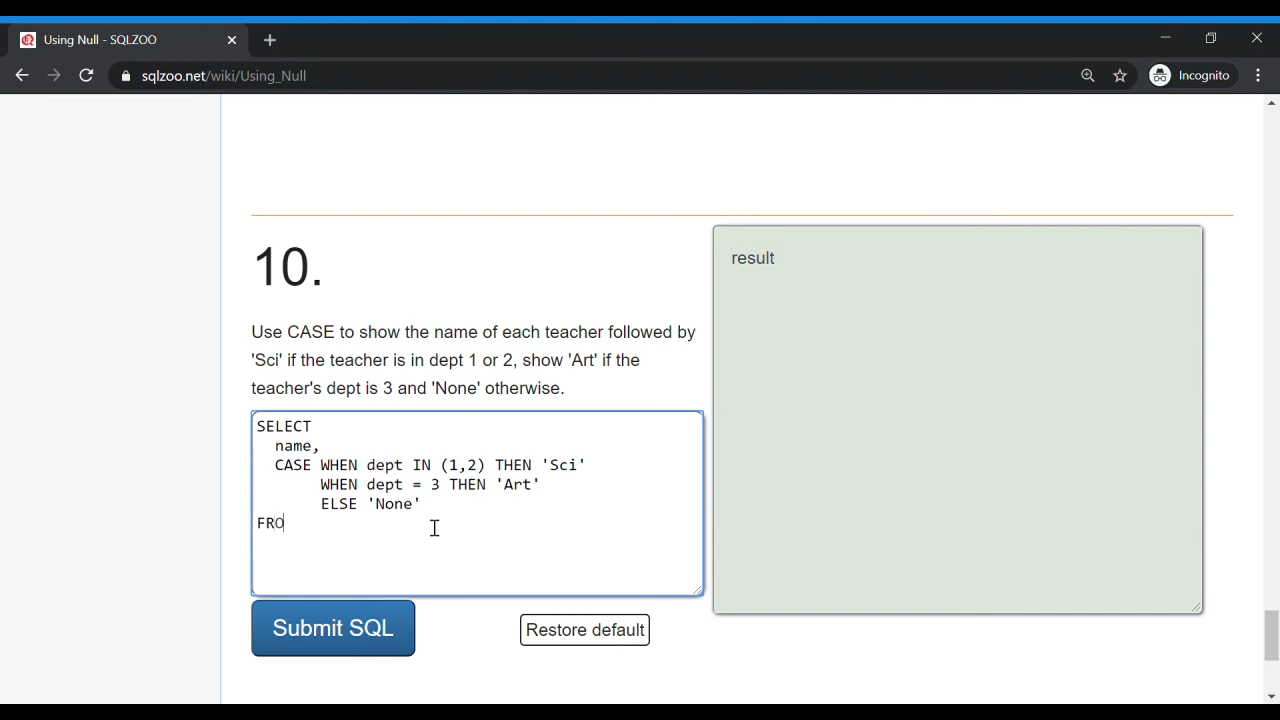 Using Null - SQLZOO
sqlzoo.net/wiki/Using_Null
Incognito
10.
Use CASE to show the name of each teacher followed by
'Sci' if the teacher is in dept 1 or 2, show 'Art' if the
teacher's dept is 3 and 'None' otherwise.
SELECT
name,
CASE WHEN dept IN (1,2) THEN 'Sci'
WHEN dept = 3 THEN 'Art'
ELSE 'None'
FRO
Submit SQL
Restore default
result